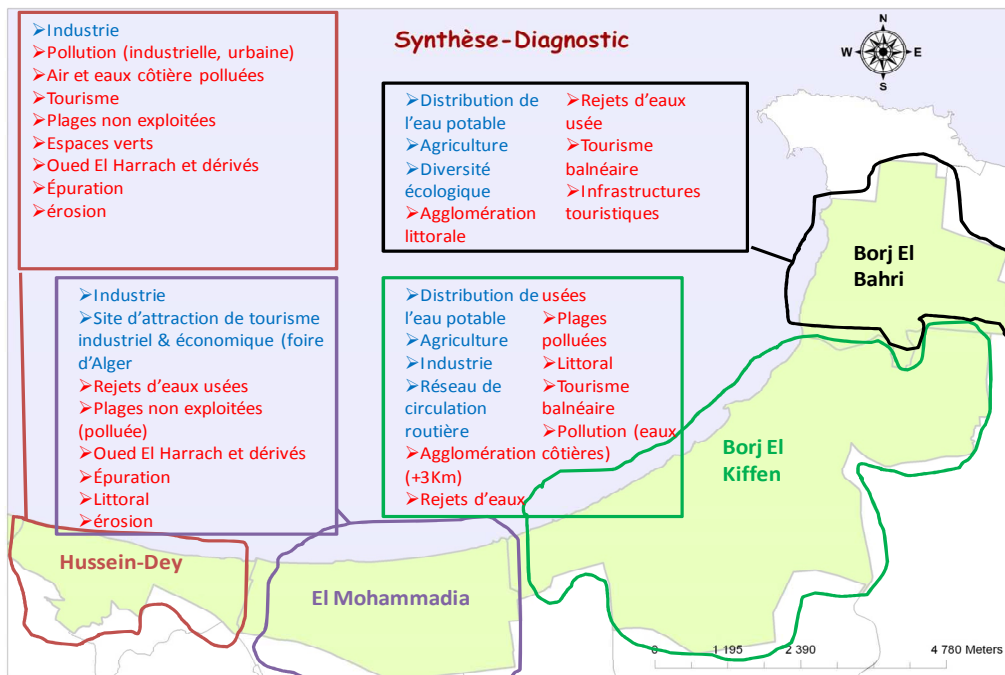 Synthèse-Diagnostic
N
W E
S
➢Industrie
➢Pollution (industrielle, urbaine)
➢Air et eaux côtière polluées
➢Tourisme
➢Plages non exploitées
➢Espaces verts
➢Oued El Harrach et dérivés
➢Épuration
➢érosion
➢Distribution de
l’eau potable
➢Agriculture
➢Diversité
écologique
➢Agglomération
littorale
➢Rejets d’eaux
usée
➢Tourisme
balnéaire
➢Infrastructures
touristiques
➢Industrie
➢Site d’attraction de tourisme
industriel & économique (foire
d’Alger
➢Rejets d’eaux usées
➢Plages non exploitées
(polluée)
➢Oued El Harrach et dérivés
➢Épuration
➢Littoral
➢érosion
➢Distribution de
l’eau potable
➢Agriculture
➢Industrie
➢Réseau de
circulation
routière
➢Agglomération
(+3Km)
➢Rejets d’eaux
usées
➢Plages
polluées
➢Littoral
➢Tourisme
balnéaire
➢Pollution (eaux
côtières)
Borj El
Bahri
Borj El
Kiffen
Hussein-Dey
El Mohammadia
0 1 195 2 390 4 780 Meters